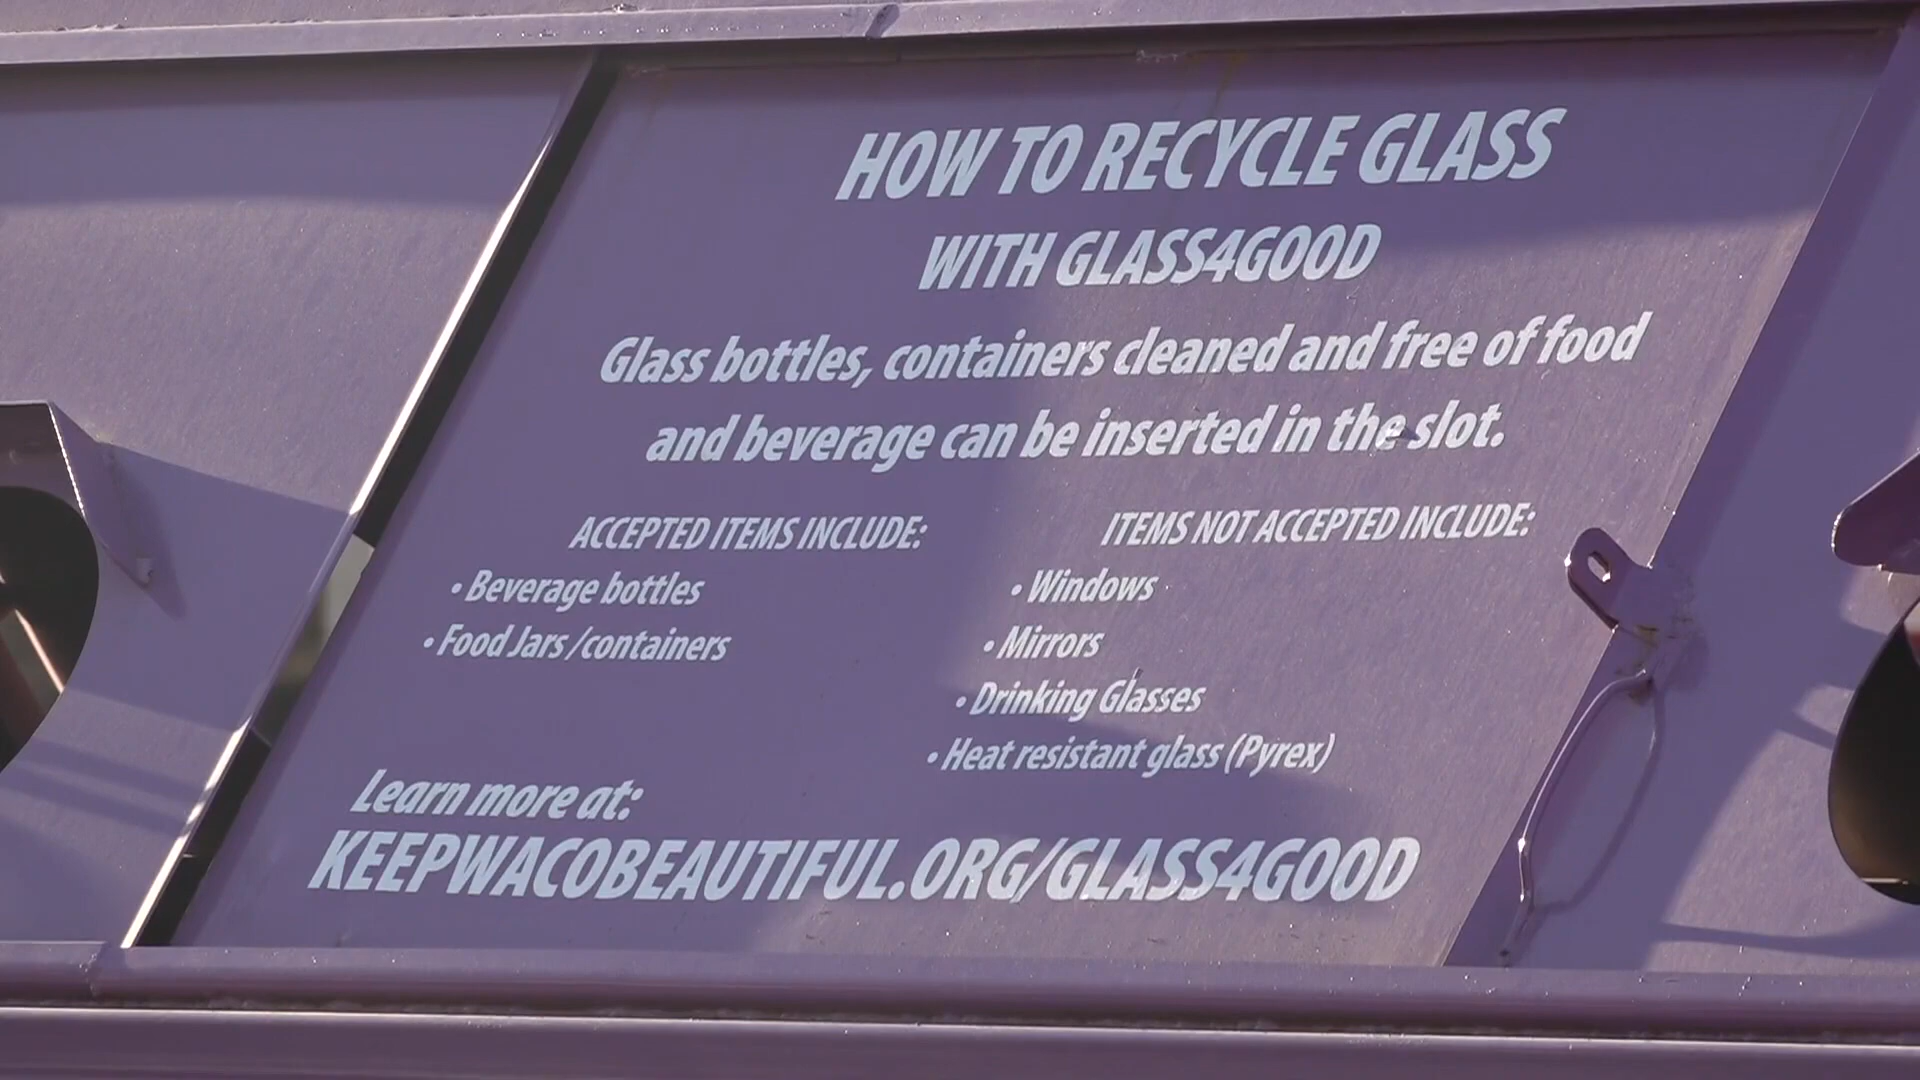 HOW TO RECYCLE GLASS
WITH GLASS4GOOD
Glass bottles, containers cleaned and free of food
and beverage can be inserted in the slot.
ACCEPTED ITEMS INCLUDE:
• Beverage bottles
• Food Jars /containers
ITEMS NOT ACCEPTED INCLUDE:
• Windows
• Mirrors
• Drinking Glasses
• Heat resistant glass (Pyrex)
Learn more at:
KEEPWACOBEAUTIFUL.ORG/GLASS4GOOD